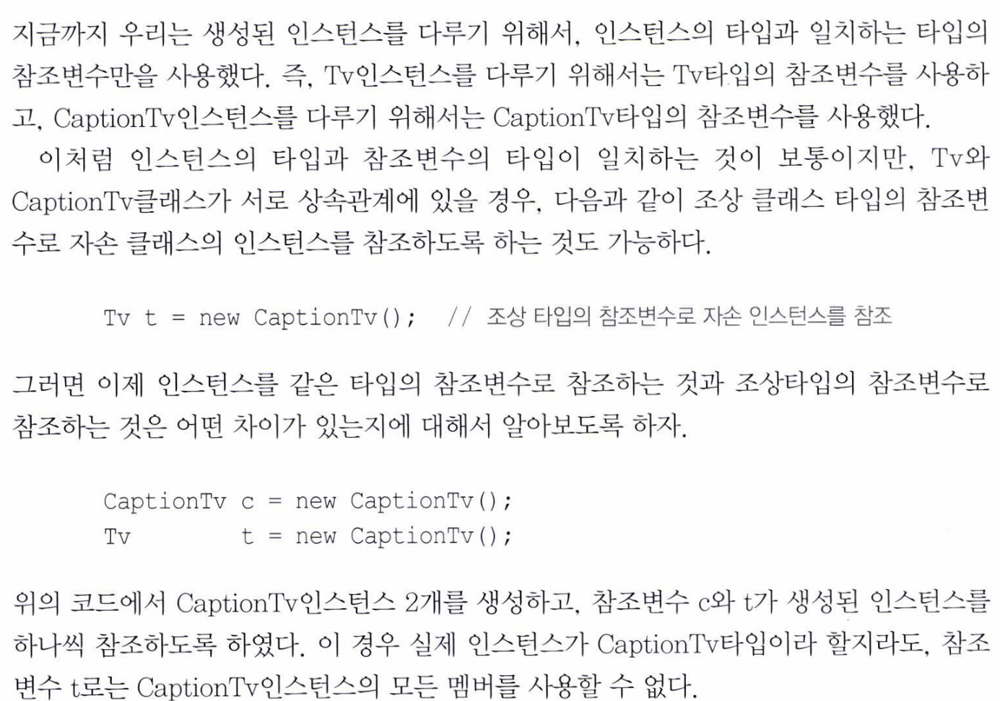 지금까지 우리는 생성된 인스턴스를 다루기 위해서, 인스턴스의 타입과 일치하는 타입의
참조변수만을 사용했다. 즉, Tv인스턴스를 다루기 위해서는 Tv타입의 참조변수를 사용하
고, CaptionTv인스턴스를 다루기 위해서는 CaptionTv타입의 참조변수를 사용했다.
이처럼 인스턴스의 타입과 참조변수의 타입이 일치하는 것이 보통이지만, Tv와
CaptionTv클래스가 서로 상속관계에 있을 경우, 다음과 같이 조상 클래스 타입의 참조변
수로 자손 클래스의 인스턴스를 참조하도록 하는 것도 가능하다.
Tv t = new CaptionTv(); // 조상 타입의 참조변수로 자손 인스턴스를 참조
그러면 이제 인스턴스를 같은 타입의 참조변수로 참조하는 것과 조상타입의 참조변수로
참조하는 것은 어떤 차이가 있는지에 대해서 알아보도록 하자.
CaptionTv c = new CaptionTv();
Tv t = new CaptionTv();
위의 코드에서 CaptionTv인스턴스 2개를 생성하고, 참조변수 c와 t가 생성된 인스턴스를
하나씩 참조하도록 하였다. 이 경우 실제 인스턴스가 CaptionTv타입이라 할지라도, 참조
변수 t로는 CaptionTv인스턴스의 모든 멤버를 사용할 수 없다.